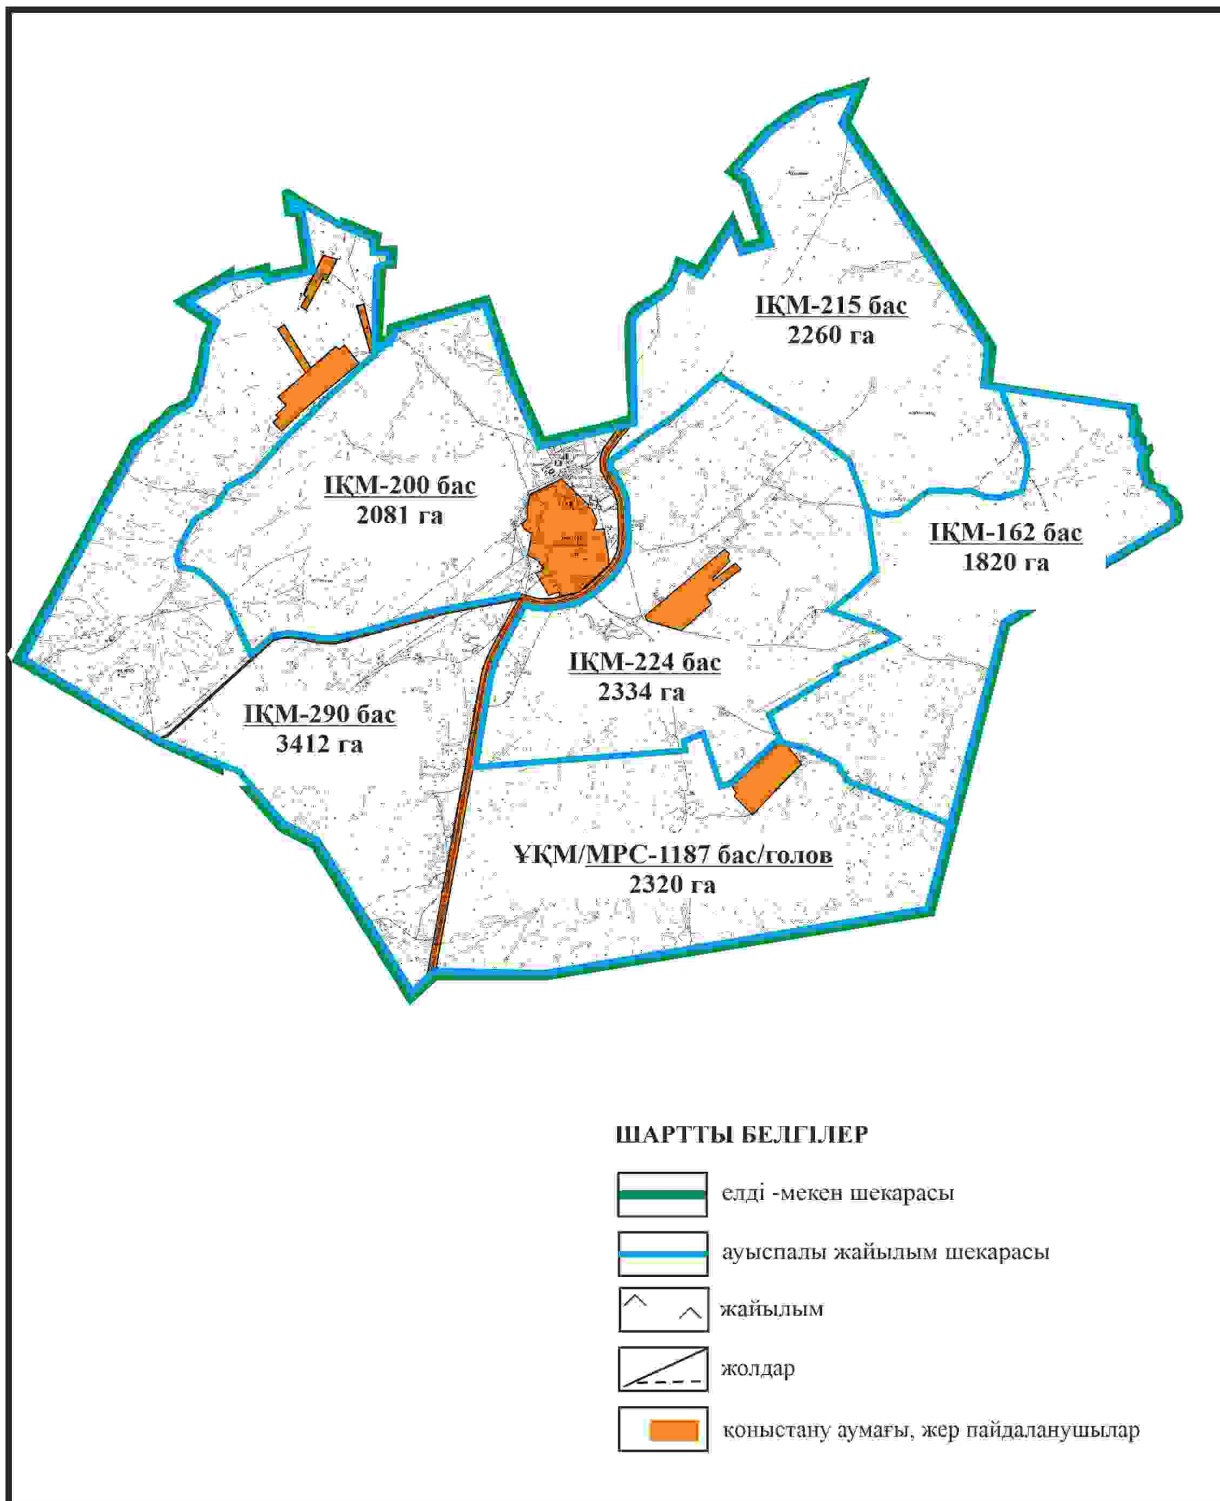 ІҚМ-215 бас
2260 га
ІҚМ-200 бас
2081 га
ІҚМ-162 бас
1820 га
ІҚМ-224 бас
2334 га
ІҚМ-290 бас
3412 га
ҰҚМ/МРС-1187 бас/голов
2320 га
ШАРТТЫ БЕЛГІЛЕР
елді -мекен шекарасы
ауыспалы жайылым шекарасы
жайылым
жолдар
қоныстану аумағы, жер пайдаланушылар